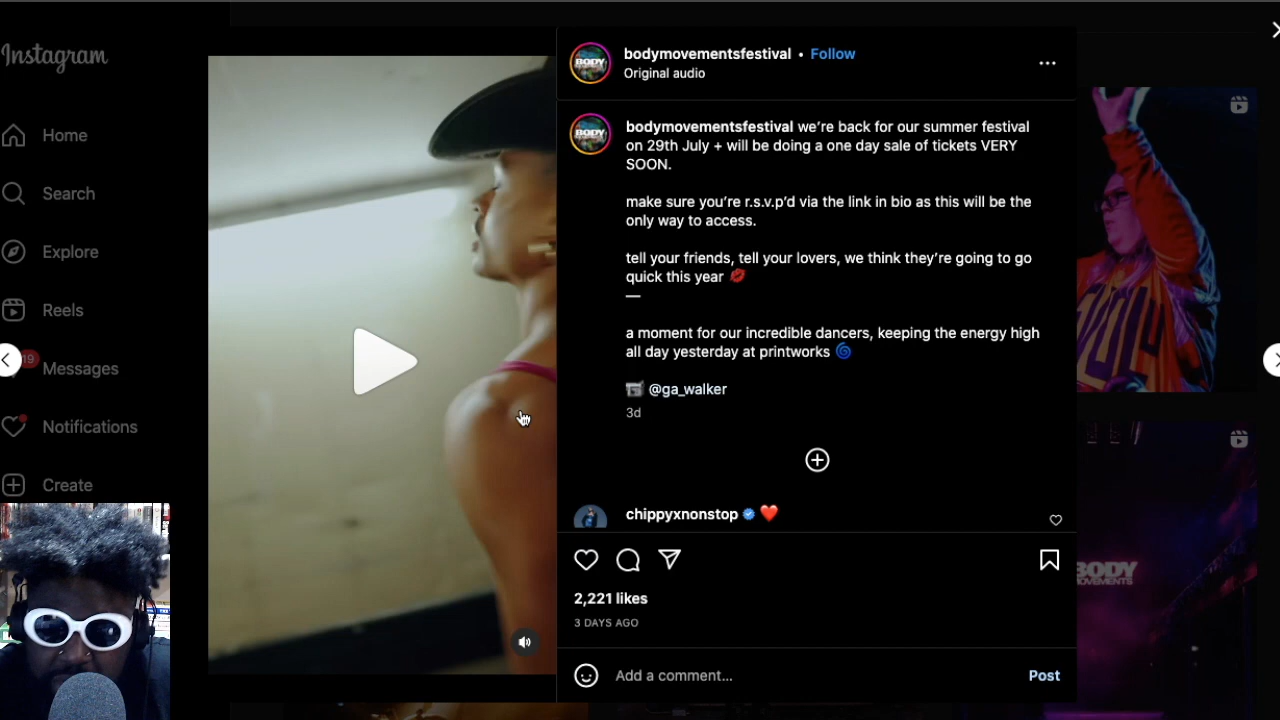 Instagram
Home
Search
Explore
Reels
19
Messages
Notifications
Create
bodymovementsfestival • Follow
Original audio
bodymovementsfestival we're back for our summer festival
on 29th July + will be doing a one day sale of tickets VERY
SOON.
make sure you're r.s.v.p'd via the link in bio as this will be the
only way to access.
tell your friends, tell your lovers, we think they're going to go
quick this year 💋
—
a moment for our incredible dancers, keeping the energy high
all day yesterday at printworks 🌀
📹 @ga_walker
3d
chippyxnonstop ❤️
2,221 likes
3 DAYS AGO
Add a comment...
Post
BODY
MOVEMENTS